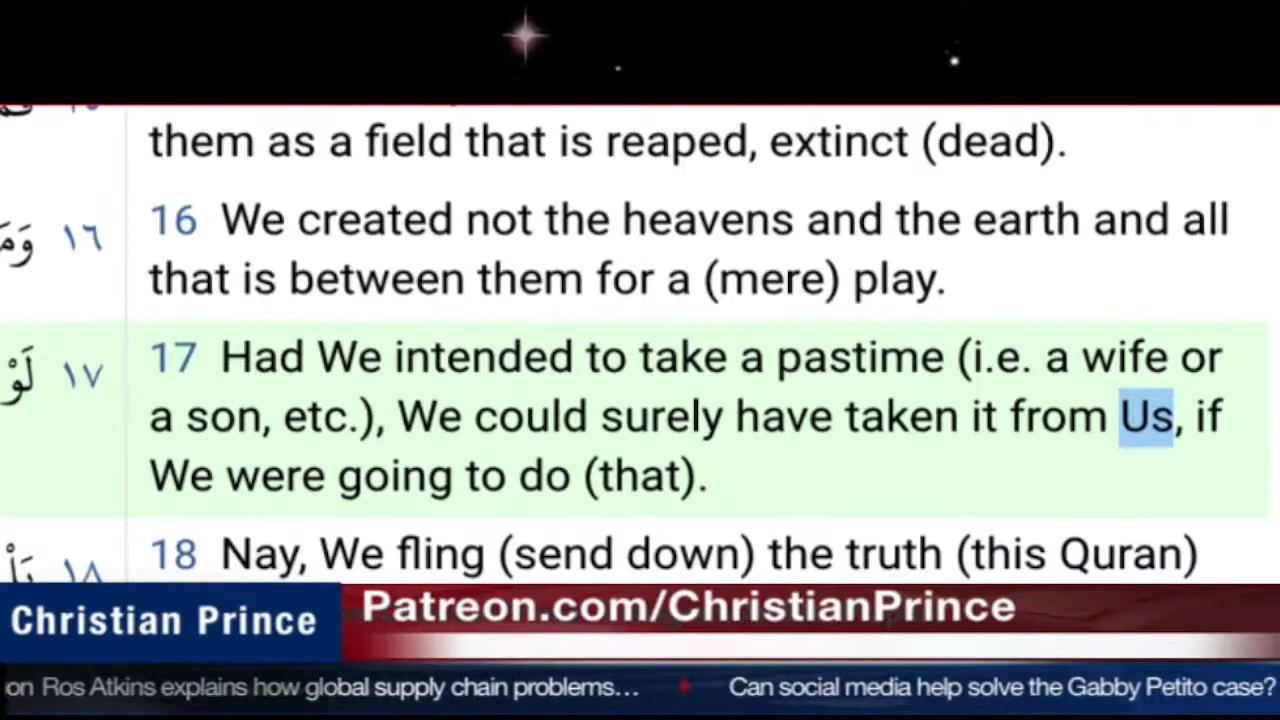 them as a field that is reaped, extinct (dead).
١٦ 16 We created not the heavens and the earth and all
that is between them for a (mere) play.
لَوْ ١٧ 17 Had We intended to take a pastime (i.e. a wife or
a son, etc.), We could surely have taken it from Us, if
We were going to do (that).
١٨ 18 Nay, We fling (send down) the truth (this Quran)
Christian Prince
Patreon.com/ChristianPrince
on Ros Atkins explains how global supply chain problems… Can social media help solve the Gabby Petito case?